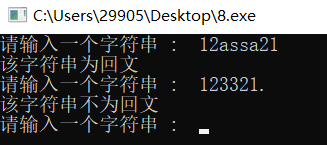 C:\Users\29905\Desktop\8.exe
请输入一个字符串 : 12assa21
该字符串为回文
请输入一个字符串 : 123321.
该字符串不为回文
请输入一个字符串 :